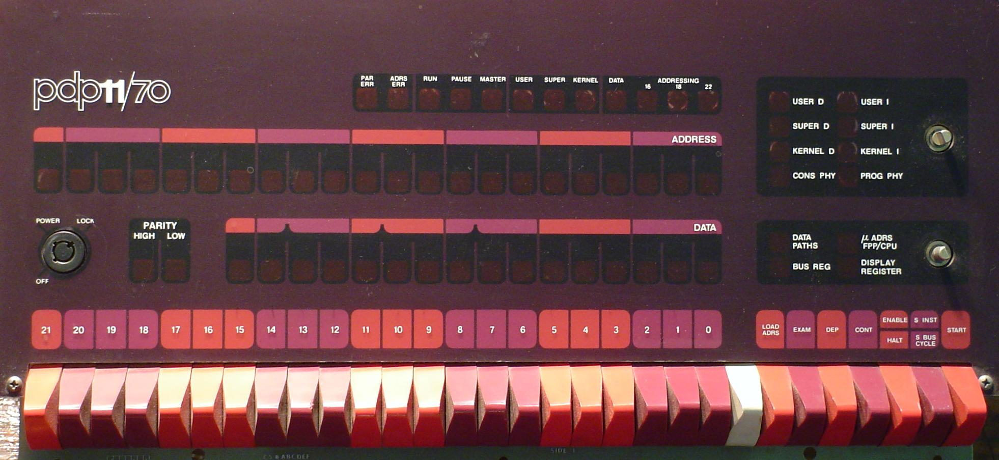 pdp11/70
PAR ERR
ADRS ERR
RUN
PAUSE
MASTER
USER
SUPER
KERNEL
DATA
ADDRESSING
16 18 22
USER D USER I
SUPER D SUPER I
KERNEL D KERNEL I
CONS PHY PROG PHY
ADDRESS
POWER LOCK
OFF
PARITY
HIGH LOW
DATA
DATA
PATHS
μ ADRS
FPP/CPU
BUS REG
DISPLAY
REGISTER
21 20 19 18 17 16 15 14 13 12 11 10 9 8 7 6 5 4 3 2 1 0
LOAD
ADRS
EXAM
DEP
CONT
ENABLE
HALT
S INST
S BUS
CYCLE
START
SIDE 1